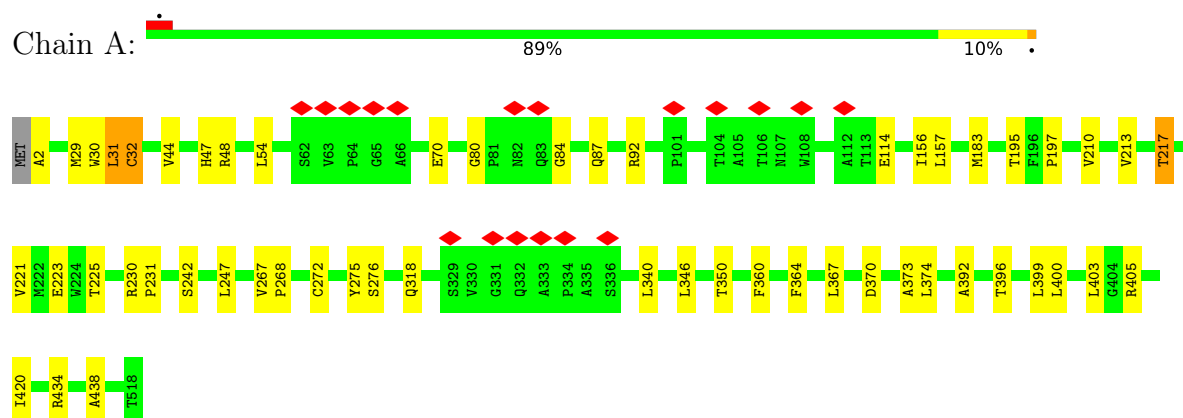 Chain A:
89% 10%
MET A2 M29 W30 L31 C32 V44 H47 R48 L54 S62 V63 P64 G65 A66 E70 G80 P81 N82 Q83 G84 Q87 R92 P101 T104 A105 T106 N107 W108 A112 T113 E114 I156 L157 M183 T195 F196 P197 V210 V213 T217
V221 M222 E223 W224 T225 R230 P231 S242 L247 V267 P268 C272 Y275 S276 Q318 S329 V330 G331 Q332 A333 P334 A335 S336 L340 L346 T350 F360 F364 L367 D370 A373 L374 A392 T396 L399 L400 L403 G404 R405
I420 R434 A438 T518